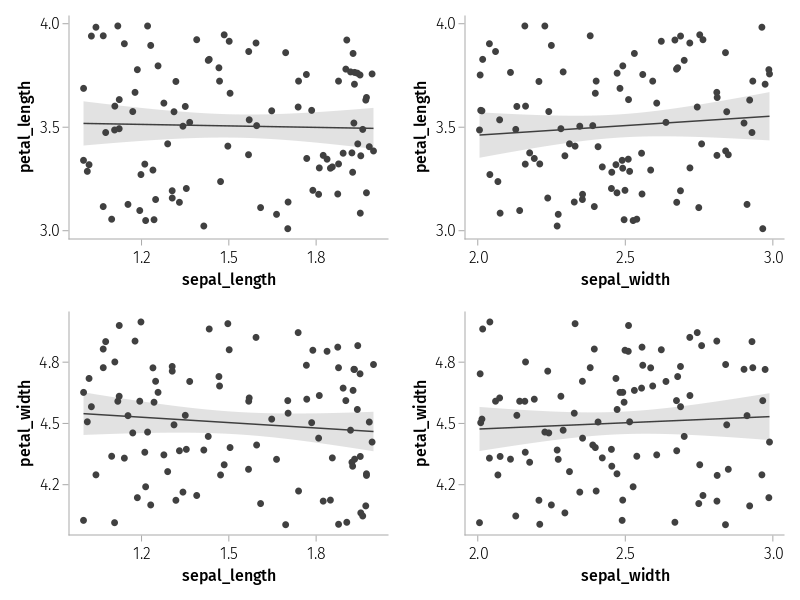 4.0
3.5
3.0
petal_length
1.2 1.5 1.8
sepal_length
4.0
3.5
3.0
petal_length
2.0 2.5 3.0
sepal_width
4.8
4.5
4.2
petal_width
1.2 1.5 1.8
sepal_length
4.8
4.5
4.2
petal_width
2.0 2.5 3.0
sepal_width